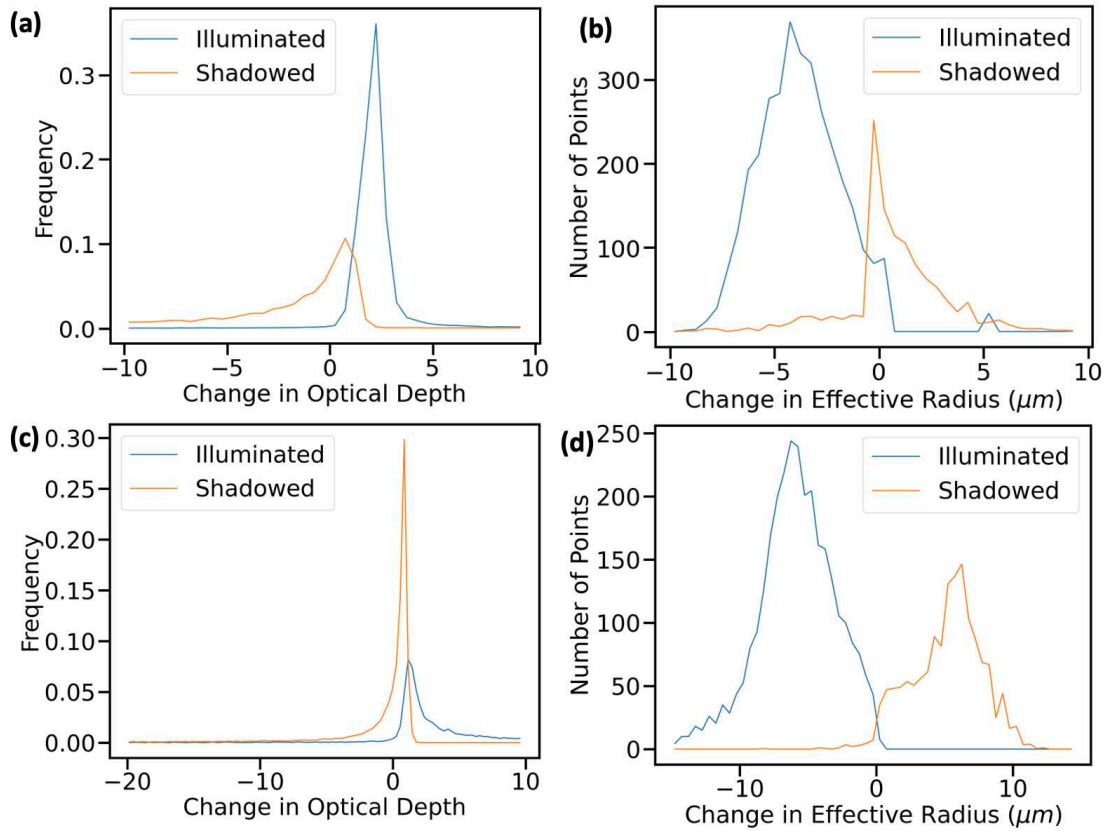 (a)
Illuminated
Shadowed
Frequency
0.3
0.2
0.1
0.0
−10 −5 0 5 10
Change in Optical Depth
(b)
Illuminated
Shadowed
Number of Points
300
200
100
0
−10 −5 0 5 10
Change in Effective Radius (μm)
(c)
Illuminated
Shadowed
Frequency
0.30
0.25
0.20
0.15
0.10
0.05
0.00
−20 −10 0 10
Change in Optical Depth
(d)
Illuminated
Shadowed
Number of Points
250
200
150
100
50
0
−10 0 10
Change in Effective Radius (μm)